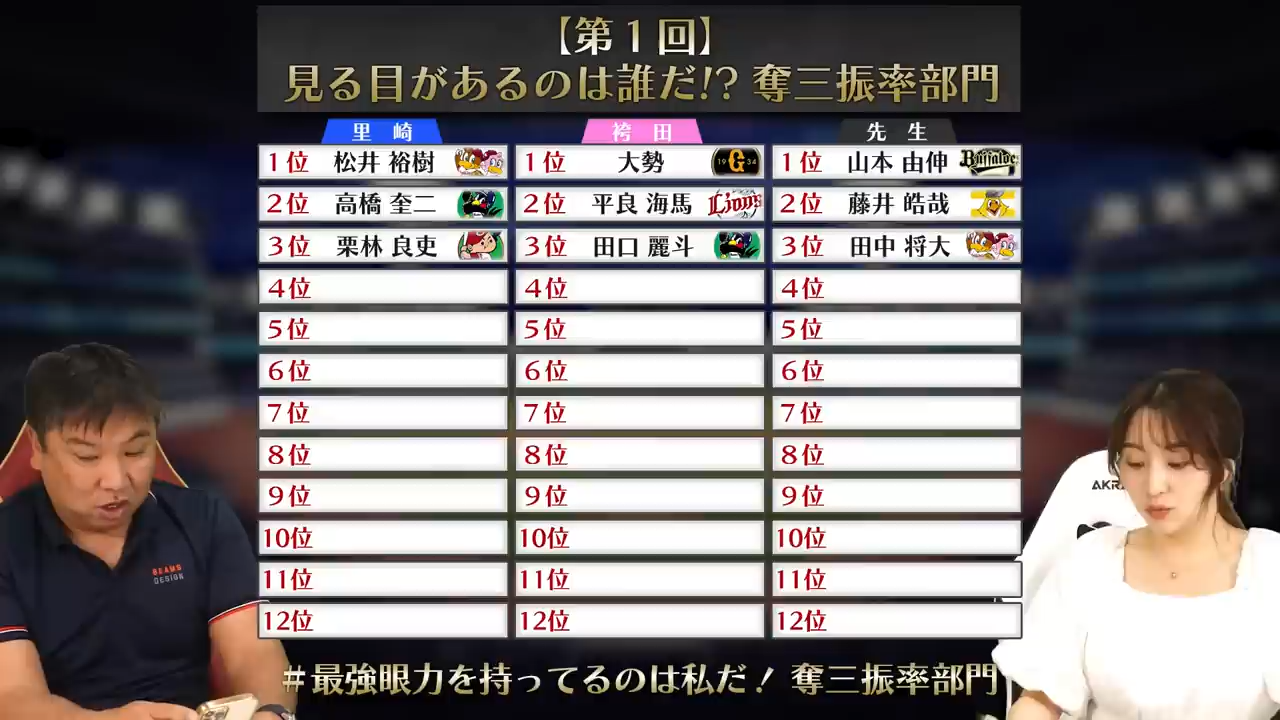 【第1回】
見る目があるのは誰だ!? 奪三振率部門
里崎 袴田 先生
1位 松井 裕樹 1位 大勢 19 G 34 1位 山本 由伸 Buffaloes
2位 高橋 奎二 2位 平良 海馬 Lions 2位 藤井 皓哉
3位 栗林 良吏 3位 田口 麗斗 3位 田中 将大
4位 4位 4位
5位 5位 5位
6位 6位 6位
7位 7位 7位
8位 8位 8位
9位 9位 9位
10位 10位 10位
11位 11位 11位
12位 12位 12位
BEAMS
DESIGN
#最強眼力を持ってるのは私だ! 奪三振率部門